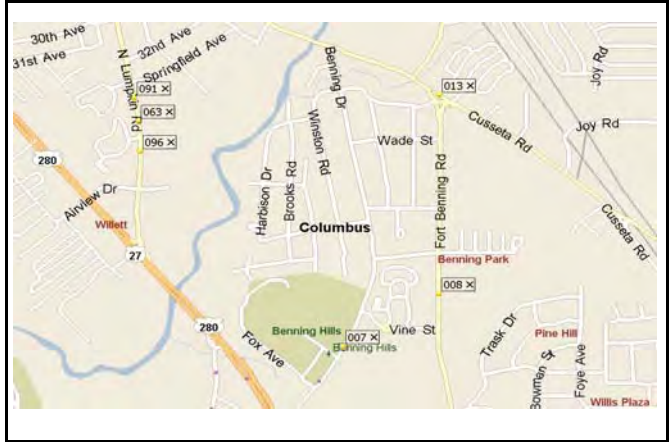 30th Ave
31st Ave
32nd Ave
Springfield Ave
N Lumpkin Rd
091 ×
063 ×
096 ×
280
Airview Dr
Willett
27
280
Fox Ave
Benning Dr
Winston Rd
Harbison Dr
Brooks Rd
Columbus
Wade St
013 ×
Cusseta Rd
Joy Rd
Joy Rd
Cusseta Rd
Fort Benning Rd
Benning Park
008 ×
Vine St
Benning Hills
Benning Hills
007 ×
Trask Dr
Pine Hill
Bowman St
Foye Ave
Willis Plaza